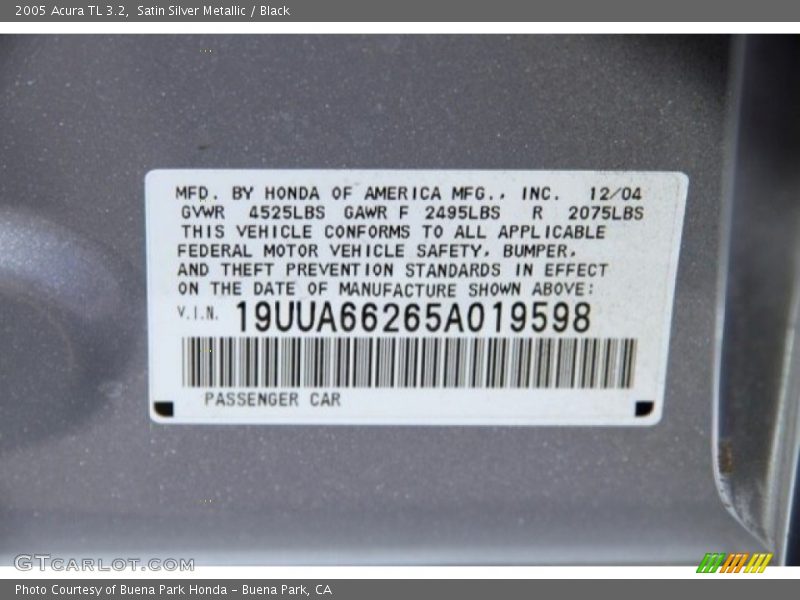 2005 Acura TL 3.2, Satin Silver Metallic / Black
MFD. BY HONDA OF AMERICA MFG., INC. 12/04
GVWR 4525LBS GAWR F 2495LBS R 2075LBS
THIS VEHICLE CONFORMS TO ALL APPLICABLE
FEDERAL MOTOR VEHICLE SAFETY, BUMPER,
AND THEFT PREVENTION STANDARDS IN EFFECT
ON THE DATE OF MANUFACTURE SHOWN ABOVE:
V.I.N. 19UUA66265A019598
PASSENGER CAR
GTCARLOT.COM
Photo Courtesy of Buena Park Honda - Buena Park, CA